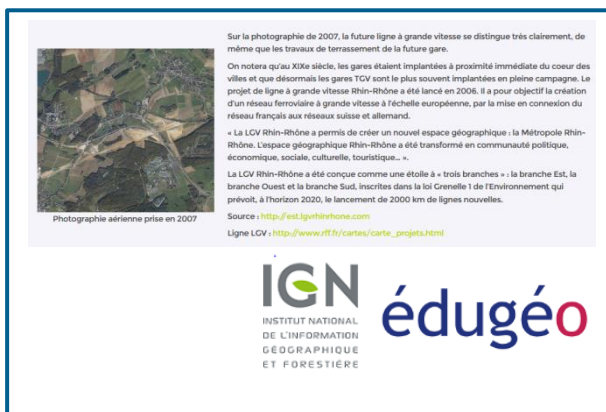 Sur la photographie de 2007, la future ligne à grande vitesse se distingue très clairement, de
même que les travaux de terrassement de la future gare.
On notera qu'au XIXe siècle, les gares étaient implantées à proximité immédiate du coeur des
villes et que désormais les gares TGV sont le plus souvent implantées en pleine campagne. Le
projet de ligne à grande vitesse Rhin-Rhône a été lancé en 2006. Il a pour objectif la création
d'un réseau ferroviaire à grande vitesse à l'échelle européenne, par la mise en connexion du
réseau français aux réseaux suisse et allemand.
« La LGV Rhin-Rhône a permis de créer un nouvel espace géographique : la Métropole Rhin-
Rhône. L'espace géographique Rhin-Rhône a été transformé en communauté politique,
économique, sociale, culturelle, touristique... ».
La LGV Rhin-Rhône a été conçue comme une étoile à « trois branches » : la branche Est, la
branche Ouest et la branche Sud, inscrites dans la loi Grenelle 1 de l'Environnement qui
prévoit, à l'horizon 2020, le lancement de 2000 km de lignes nouvelles.
Photographie aérienne prise en 2007
Source : http://est.lgvrhinrhone.com
Ligne LGV : http://www.rff.fr/cartes/carte_projets.html
IGN
INSTITUT NATIONAL
DE L'INFORMATION
GÉOGRAPHIQUE
ET FORESTIÈRE
édugéo